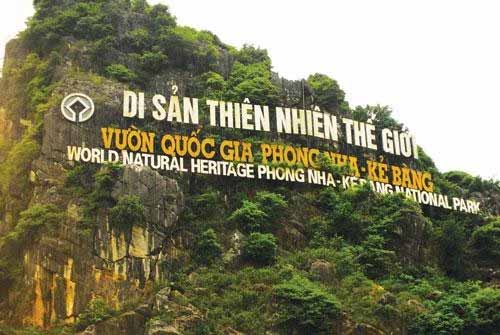 DI SẢN THIÊN NHIÊN THẾ GIỚI
VƯỜN QUỐC GIA PHONG NHA - KẺ BÀNG
WORLD NATURAL HERITAGE PHONG NHA - KE BANG NATIONAL PARK